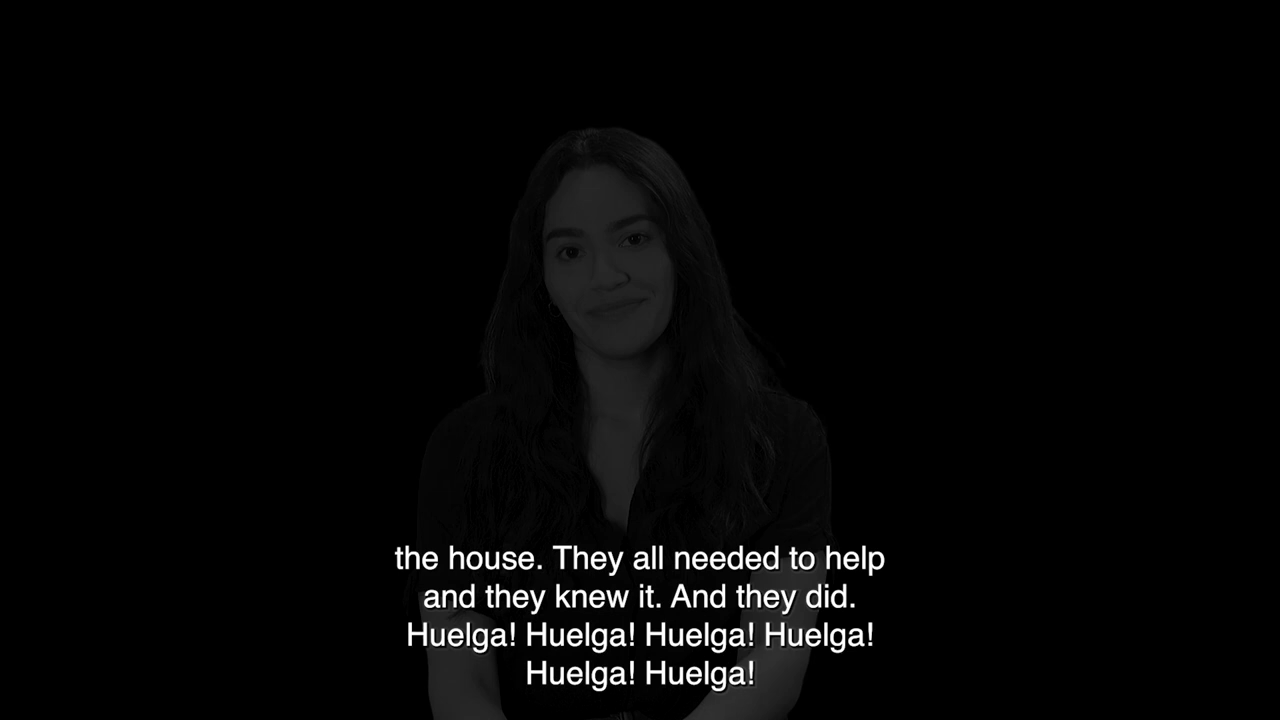 the house. They all needed to help
and they knew it. And they did.
Huelga! Huelga! Huelga! Huelga!
Huelga! Huelga!